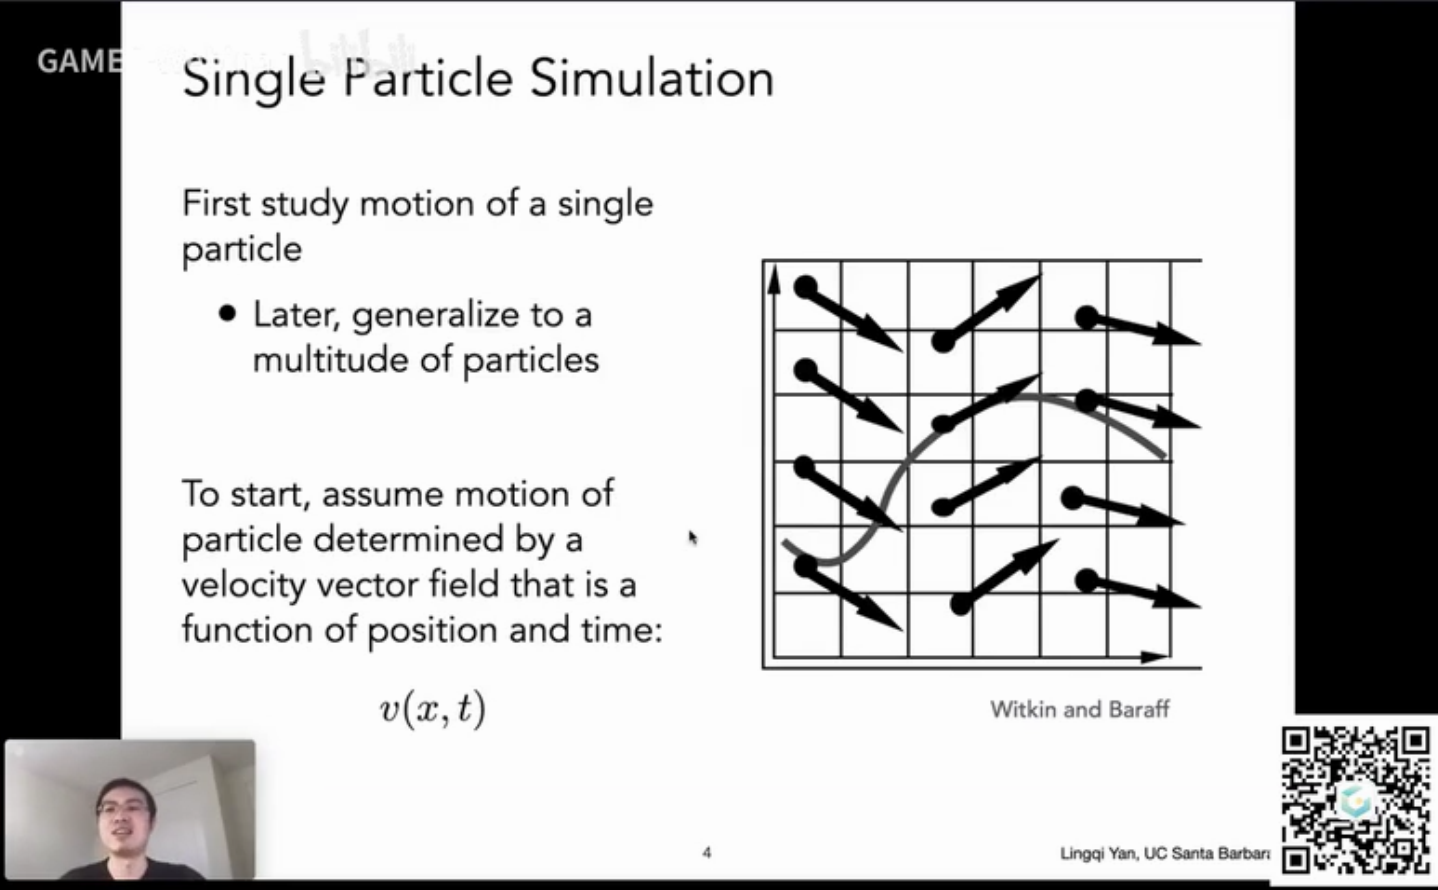 GAME
Single Particle Simulation
First study motion of a single
particle
● Later, generalize to a
multitude of particles
To start, assume motion of
particle determined by a
velocity vector field that is a
function of position and time:
v(x, t)
Witkin and Baraff
4
Lingqi Yan, UC Santa Barbara